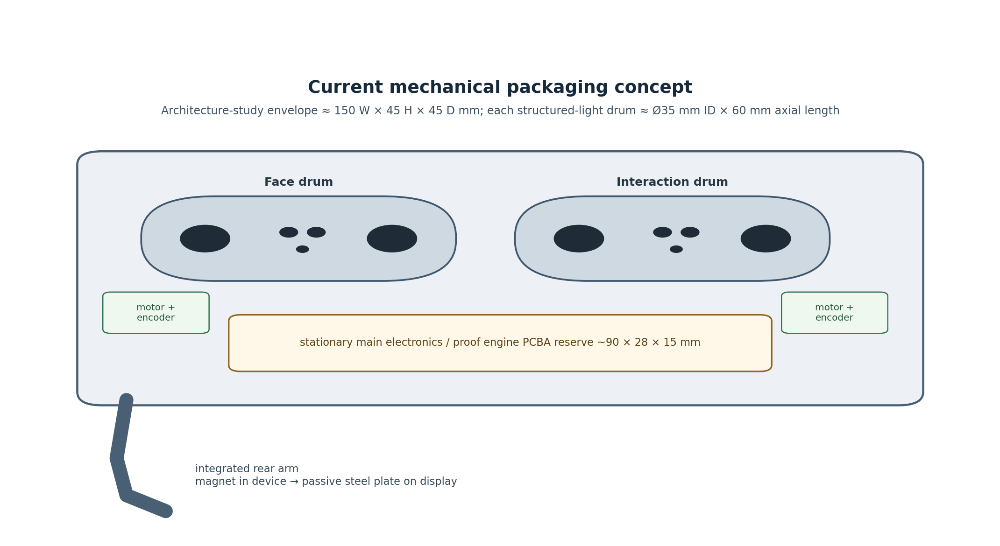 Current mechanical packaging concept
Architecture-study envelope ≈ 150 W × 45 H × 45 D mm; each structured-light drum ≈ Ø35 mm ID × 60 mm axial length
Face drum
Interaction drum
motor +
encoder
motor +
encoder
stationary main electronics / proof engine PCBA reserve ~90 × 28 × 15 mm
integrated rear arm
magnet in device → passive steel plate on display